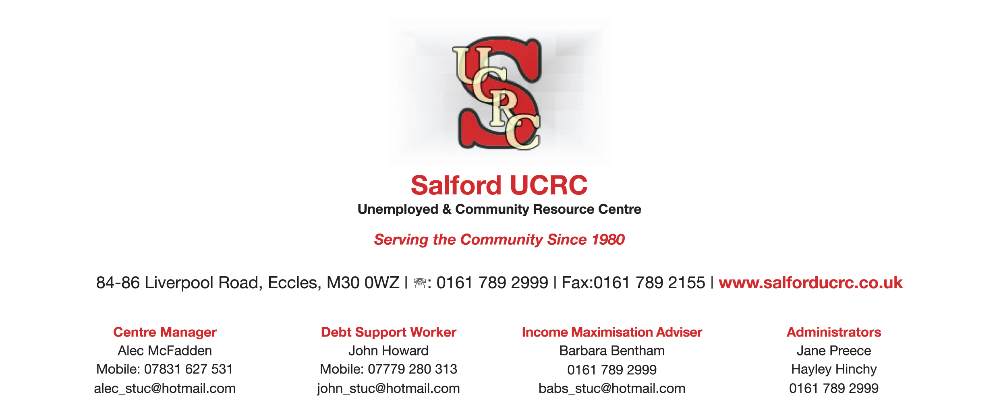 UCRC
S
Salford UCRC
Unemployed & Community Resource Centre
Serving the Community Since 1980
84-86 Liverpool Road, Eccles, M30 0WZ | ☏: 0161 789 2999 | Fax:0161 789 2155 | www.salforducrc.co.uk
Centre Manager
Alec McFadden
Mobile: 07831 627 531
alec_stuc@hotmail.com
Debt Support Worker
John Howard
Mobile: 07779 280 313
john_stuc@hotmail.com
Income Maximisation Adviser
Barbara Bentham
0161 789 2999
babs_stuc@hotmail.com
Administrators
Jane Preece
Hayley Hinchy
0161 789 2999